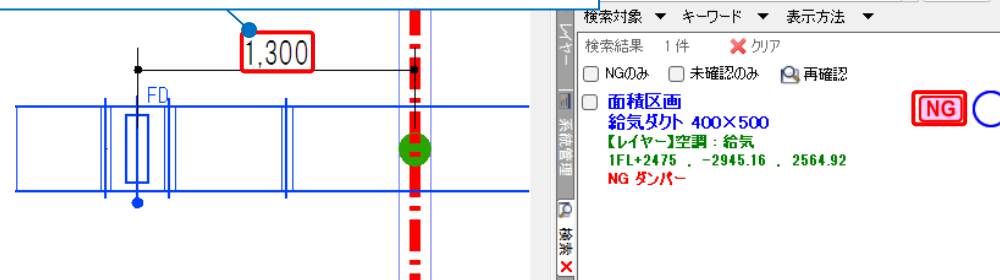 1,300
FD
レイヤー
系統管理
検索
検索対象 ▼ キーワード ▼ 表示方法 ▼
検索結果 1 件 クリア
NGのみ 未確認のみ 再確認
面積区画
NG
給気ダクト 400×500
【レイヤー】空調 : 給気
1FL+2475 , -2945.16 , 2564.92
NG ダンパー